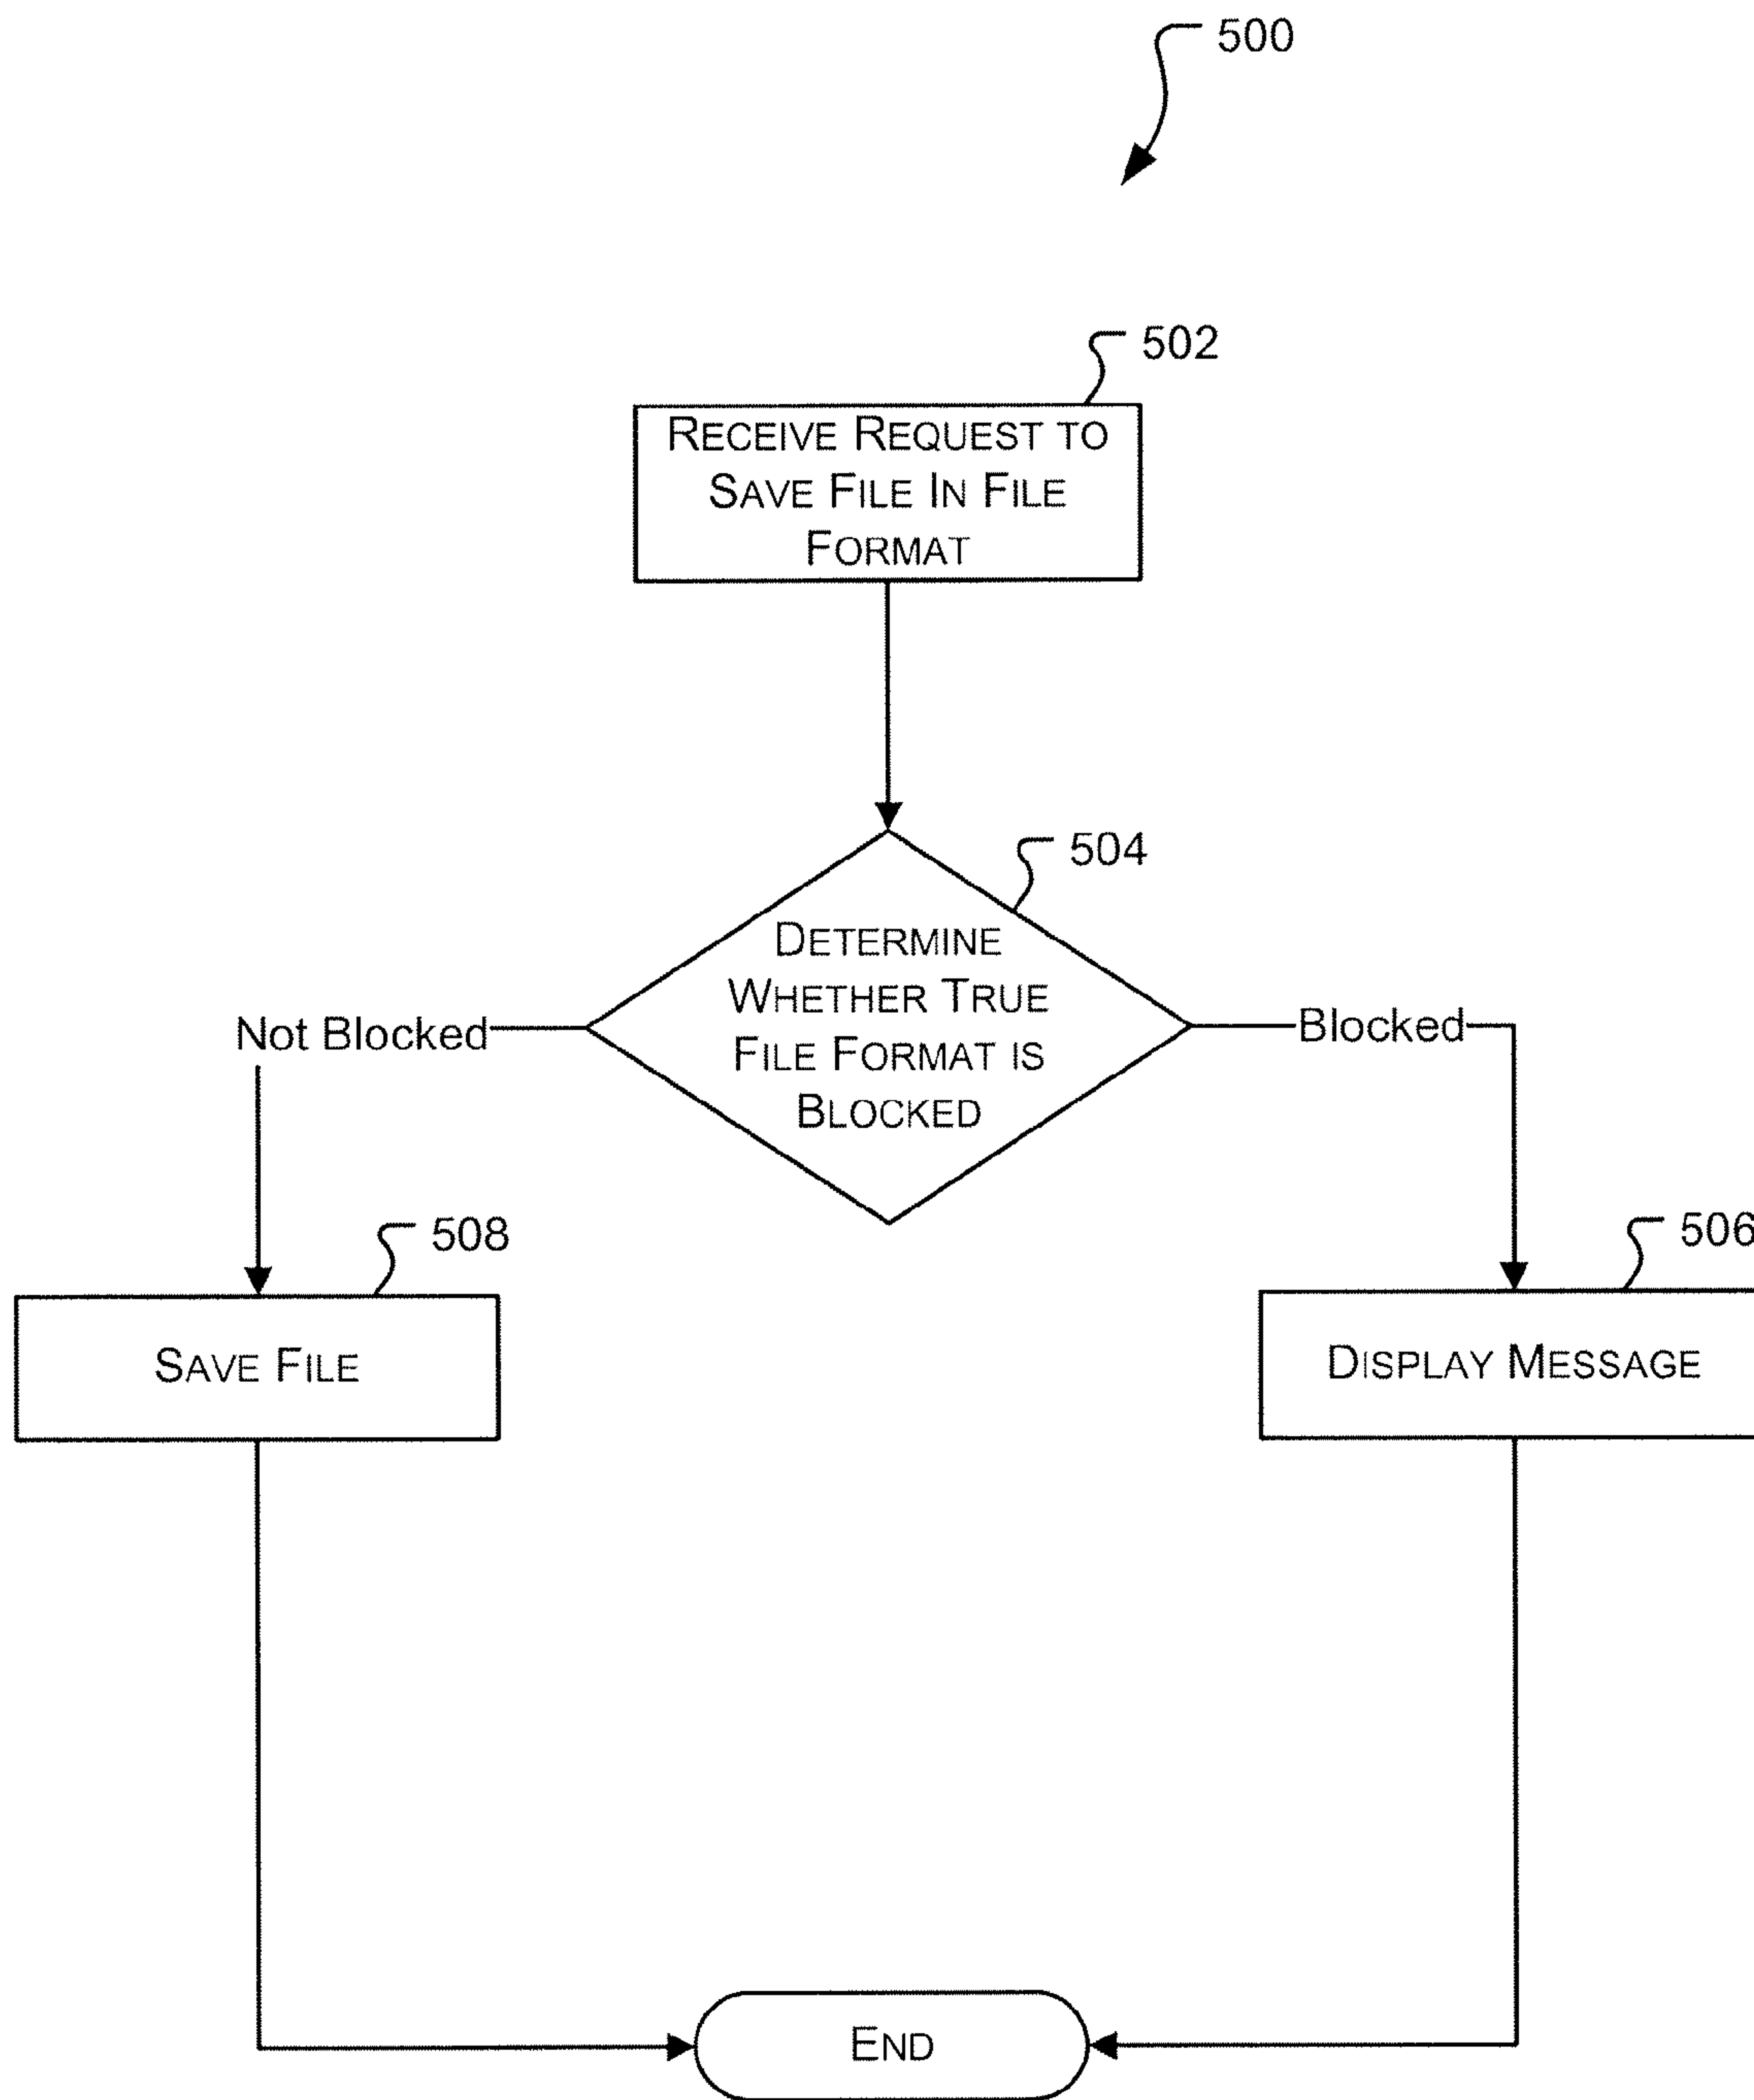 500
502
RECEIVE REQUEST TO
SAVE FILE IN FILE
FORMAT
504
DETERMINE
WHETHER TRUE
FILE FORMAT IS
BLOCKED
Not Blocked
Blocked
508
506
SAVE FILE
DISPLAY MESSAGE
END